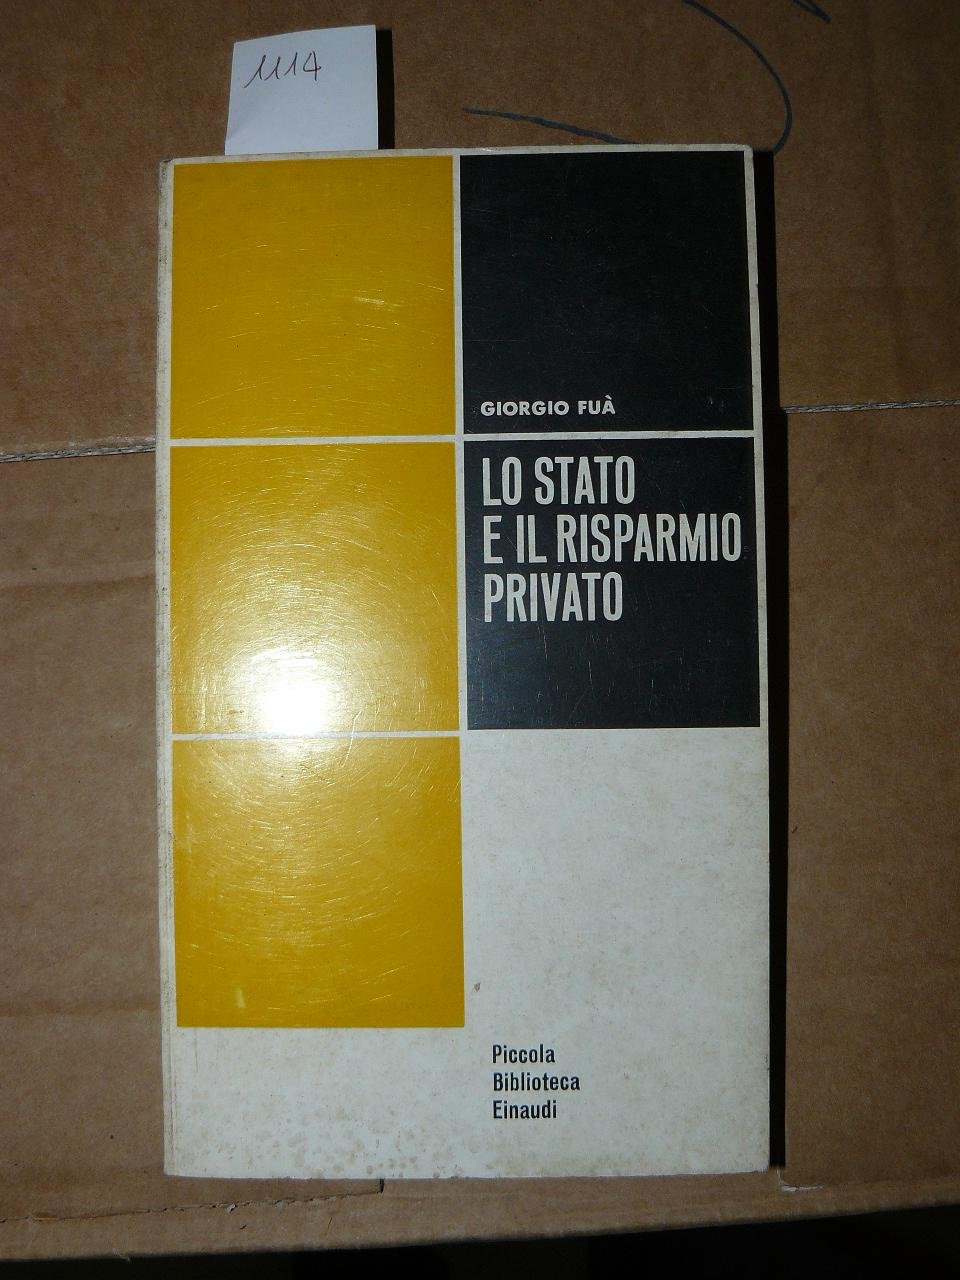 1114
GIORGIO FUÀ
LO STATO
E IL RISPARMIO
PRIVATO
Piccola
Biblioteca
Einaudi